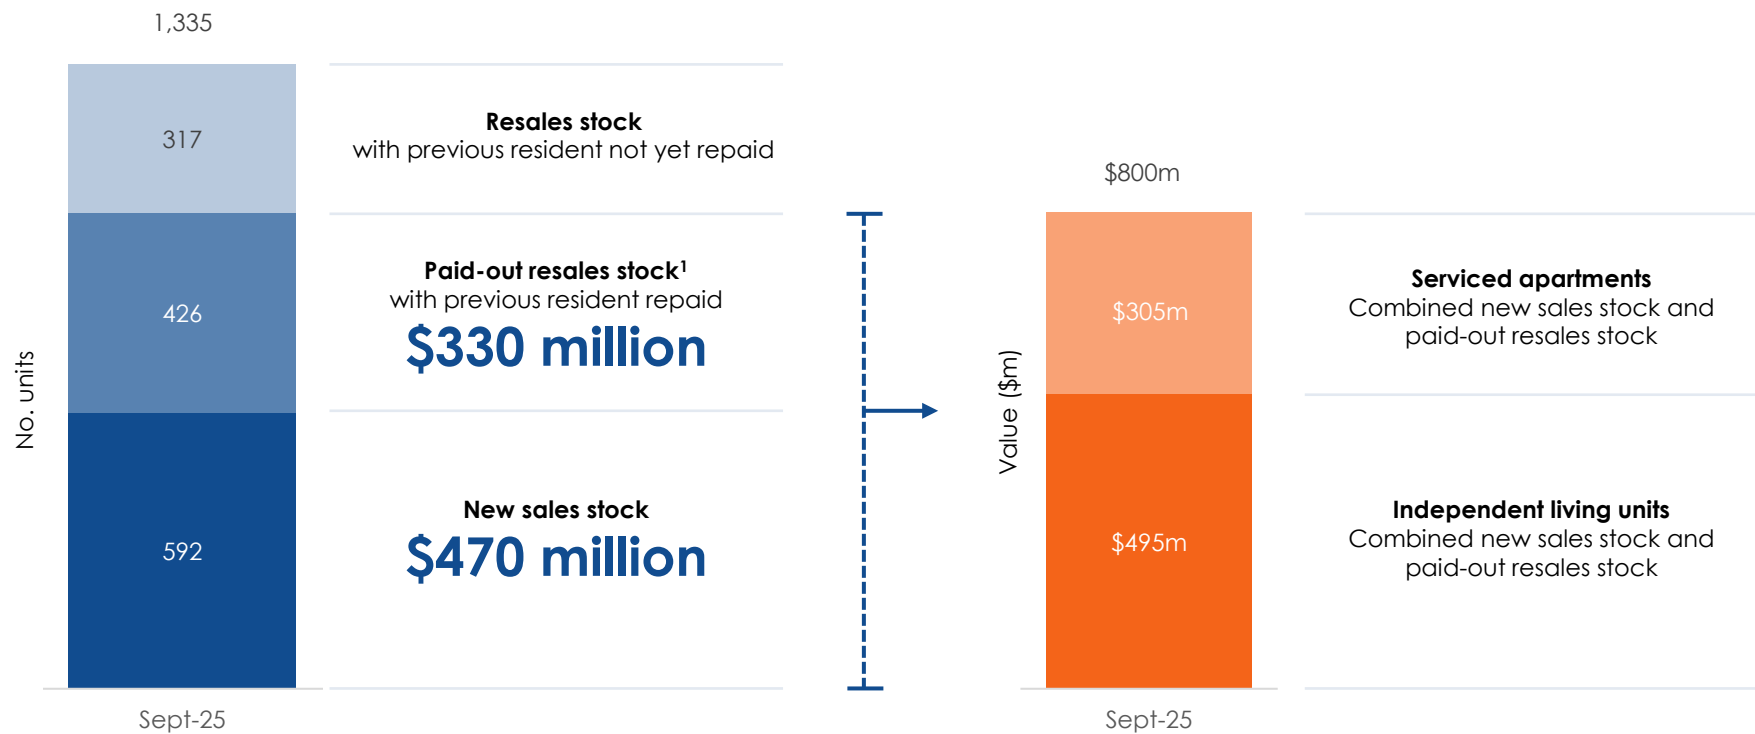 1,335
No. units
317
426
592
Sept-25
Resales stock
with previous resident not yet repaid
Paid-out resales stock¹
with previous resident repaid
$330 million
New sales stock
$470 million
$800m
Value ($m)
$305m
$495m
Sept-25
Serviced apartments
Combined new sales stock and
paid-out resales stock
Independent living units
Combined new sales stock and
paid-out resales stock